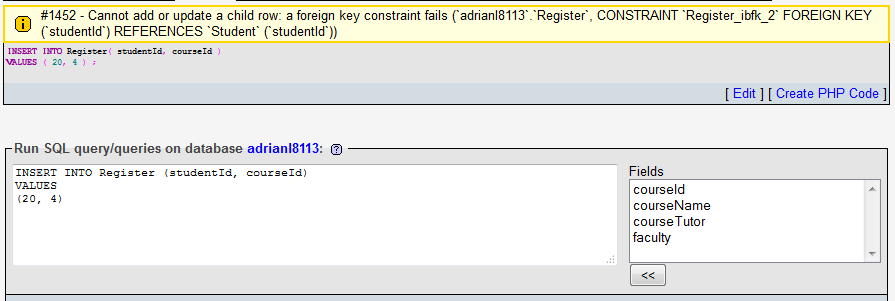 #1452 - Cannot add or update a child row: a foreign key constraint fails (`adrianl8113`.`Register`, CONSTRAINT `Register_ibfk_2` FOREIGN KEY
(`studentId`) REFERENCES `Student` (`studentId`))
INSERT INTO Register( studentId, courseId )
VALUES ( 20, 4 ) ;
[ Edit ] [ Create PHP Code ]
Run SQL query/queries on database adrianl8113:
INSERT INTO Register (studentId, courseId)
VALUES
(20, 4)
Fields
courseId
courseName
courseTutor
faculty
<<